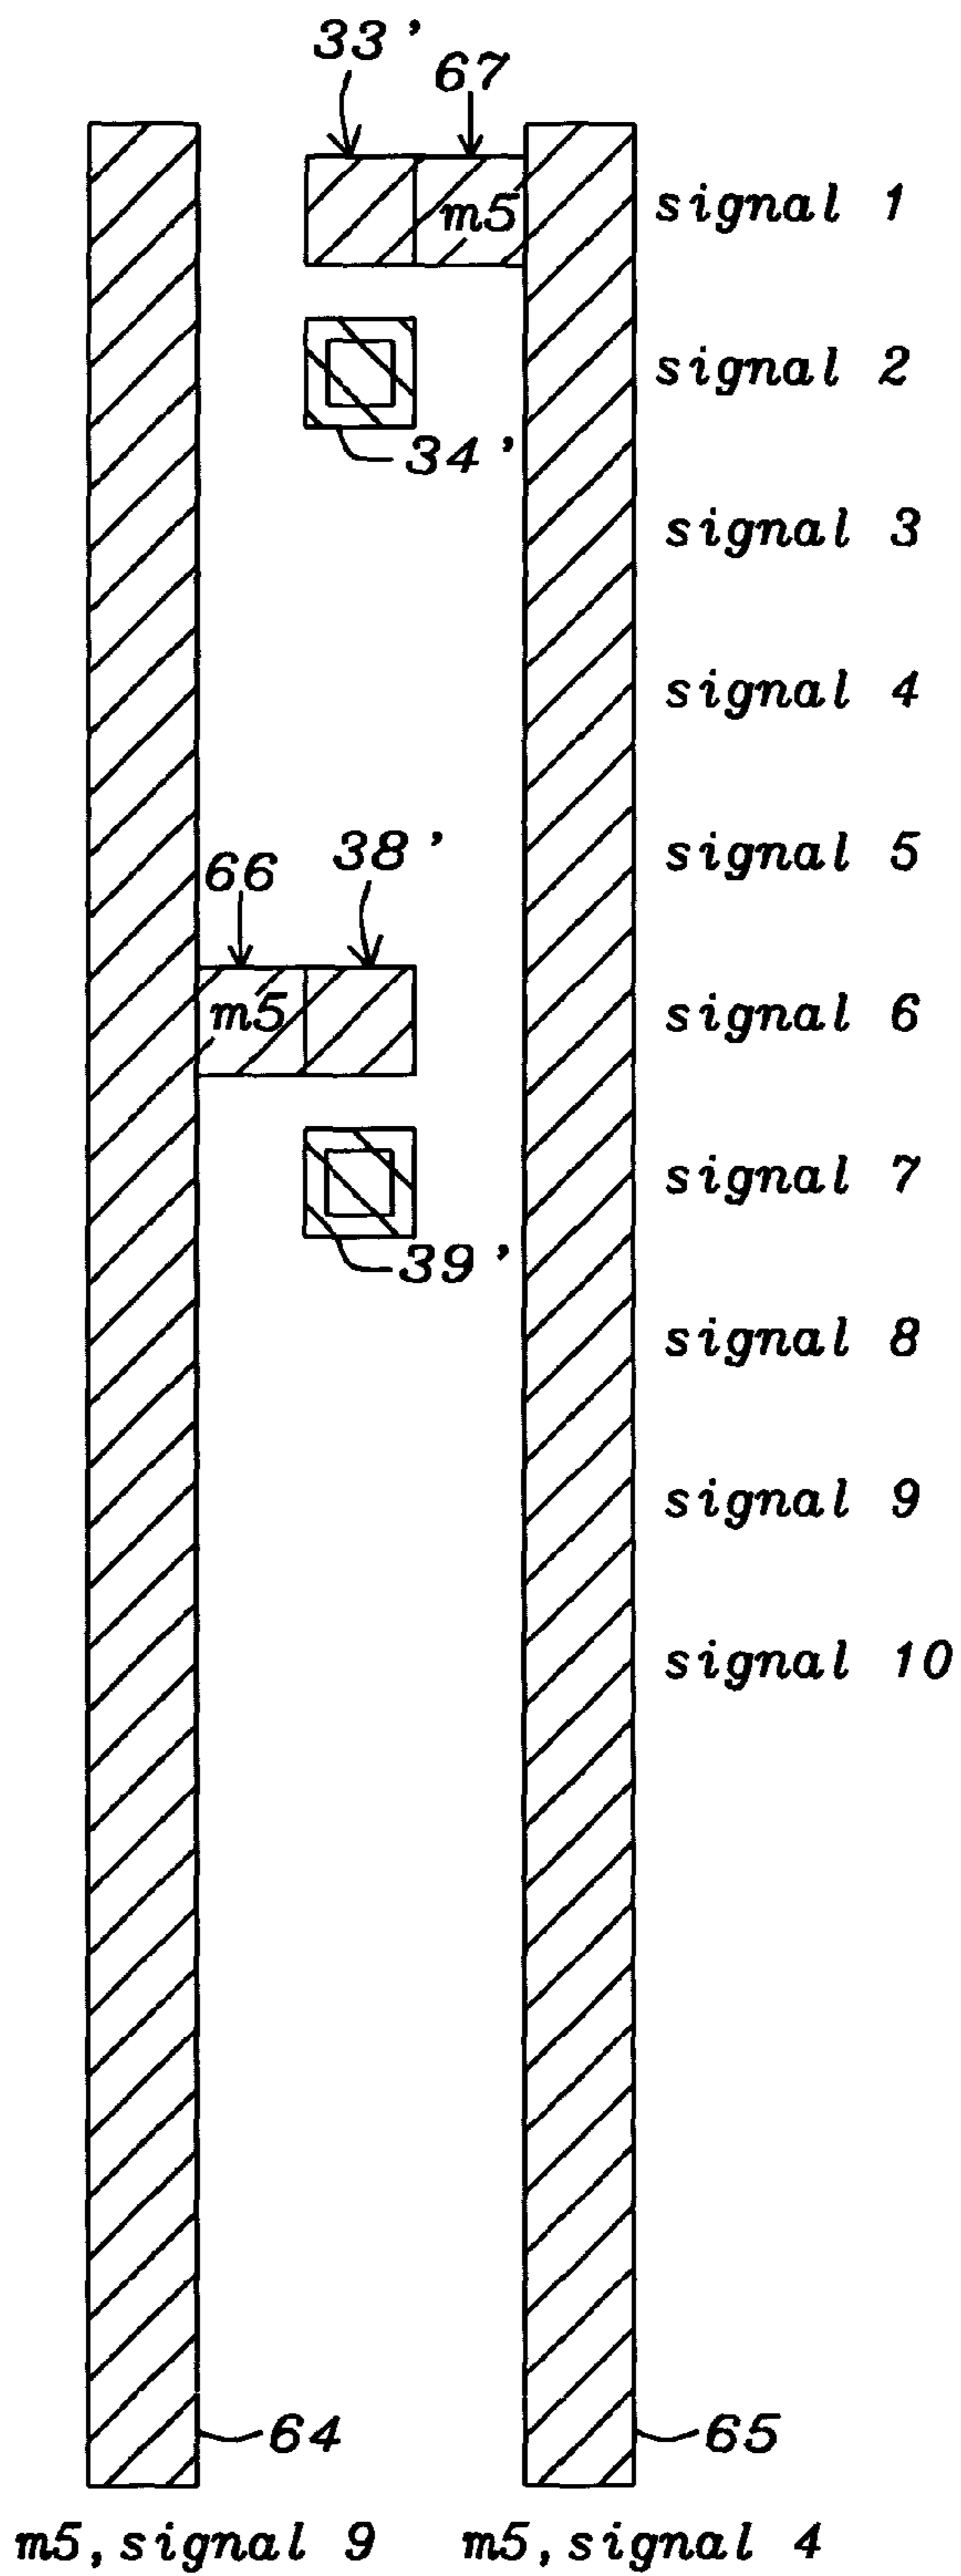 33'
67
m5
signal 1
signal 2
34'
signal 3
signal 4
signal 5
66
38'
m5
signal 6
signal 7
39'
signal 8
signal 9
signal 10
64
65
m5,signal 9
m5,signal 4